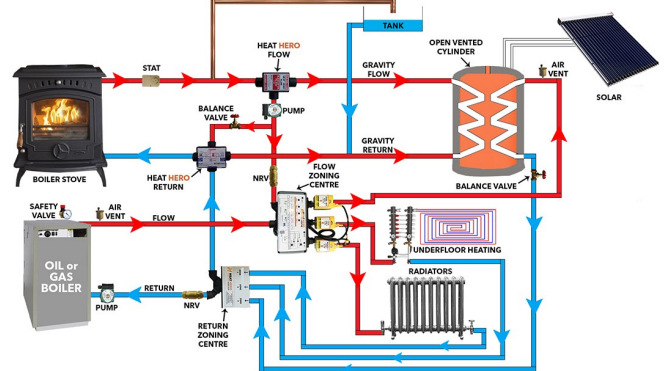 TANK
STAT
HEAT HERO
FLOW
GRAVITY
FLOW
OPEN VENTED
CYLINDER
AIR
VENT
SOLAR
BALANCE
VALVE
PUMP
GRAVITY
RETURN
BOILER STOVE
HEAT HERO
RETURN
NRV
FLOW
ZONING
CENTRE
BALANCE VALVE
SAFETY
VALVE
AIR
VENT
FLOW
UNDERFLOOR HEATING
OIL or
GAS
BOILER
RADIATORS
RETURN
PUMP
NRV
RETURN
ZONING
CENTRE